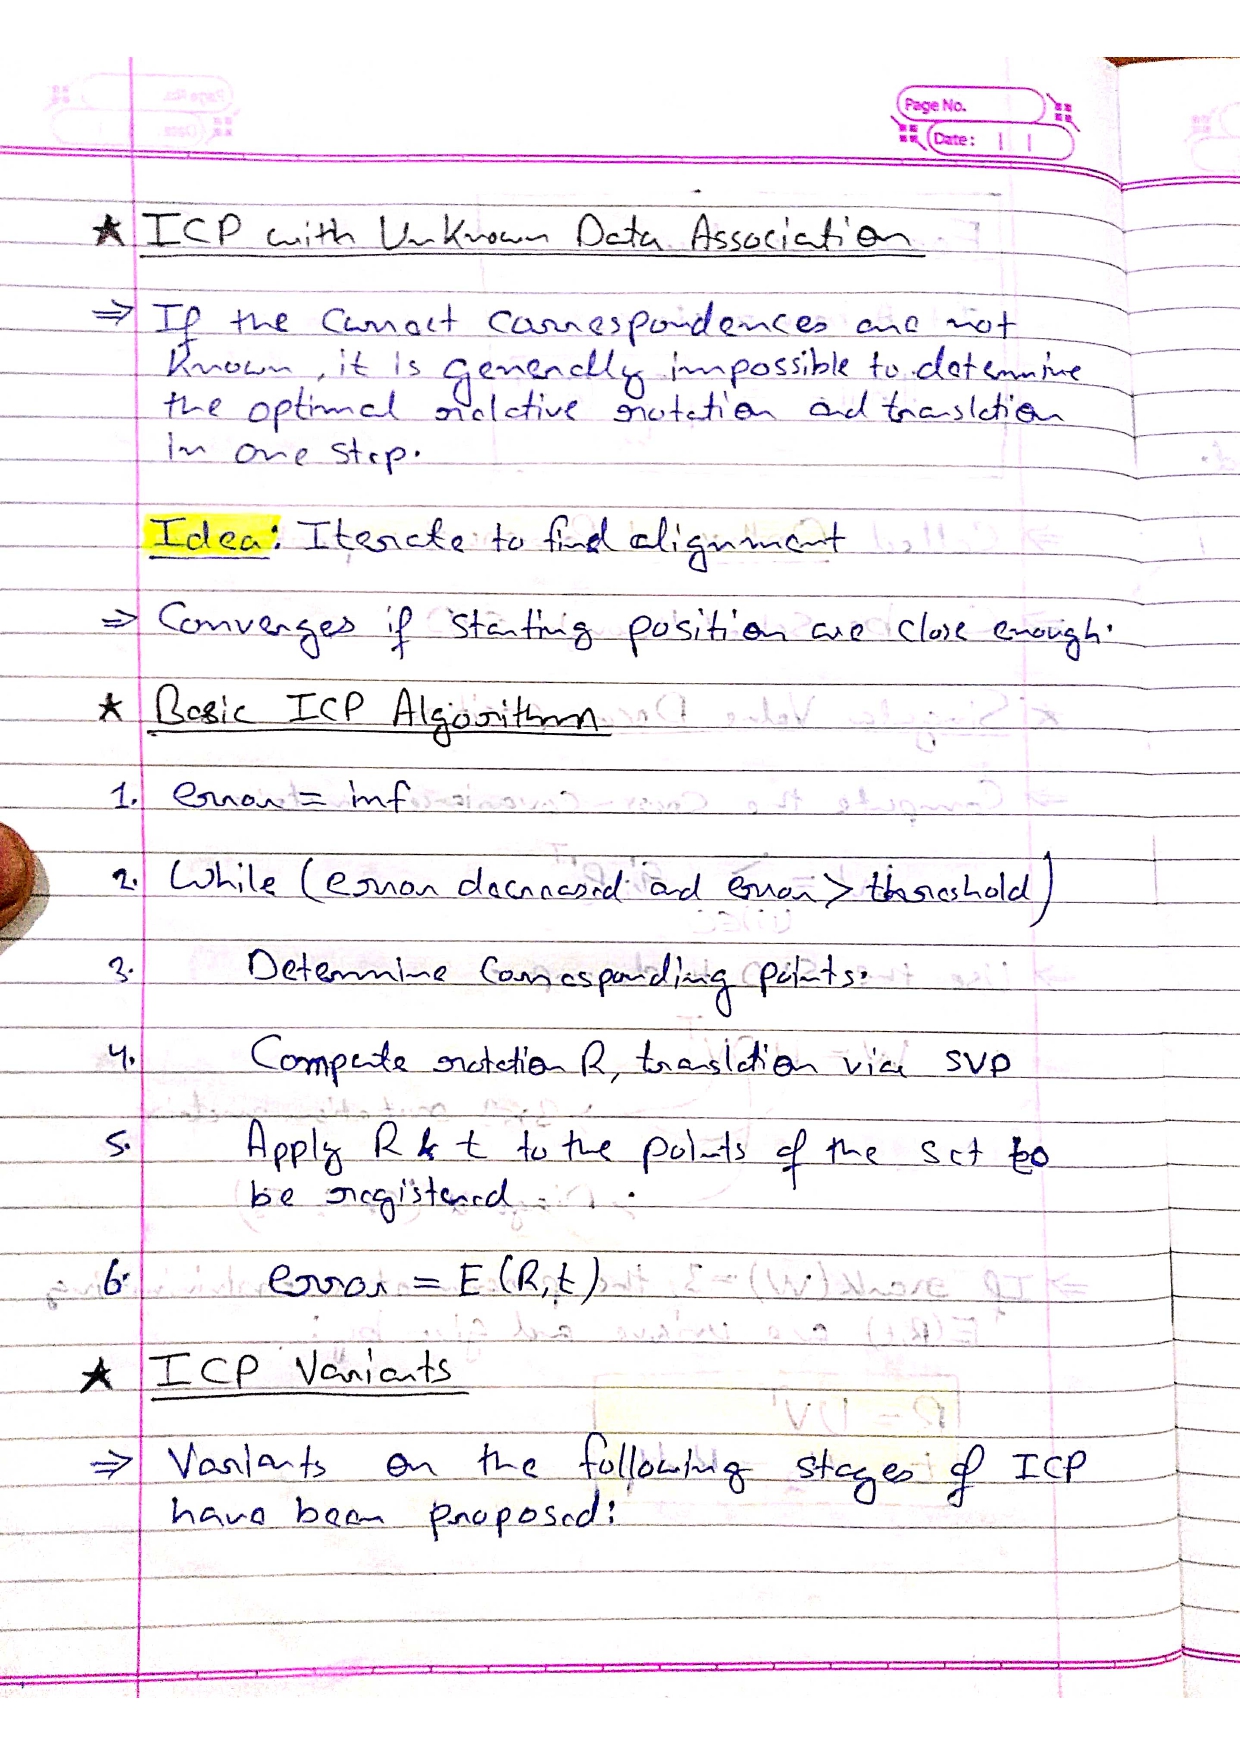 Page No.
Date: | |
★ ICP with UnKnown Data Association
⇒ If the Correct Correspondences are not
Known, it is generally impossible to determine
the optimal relative rotation and translation
in one step.
Idea: Iterate to find alignment
⇒ Converges if starting position are close enough.
★ Basic ICP Algorithm
1. error = inf
2. While (error decreased and error > threshold)
3. Determine Corresponding points.
4. Compute rotation R, translation via SVD
5. Apply R & t to the points of the set to
be registered
6. error = E(R,t)
★ ICP Variants
⇒ Variants on the following stages of ICP
have been proposed: